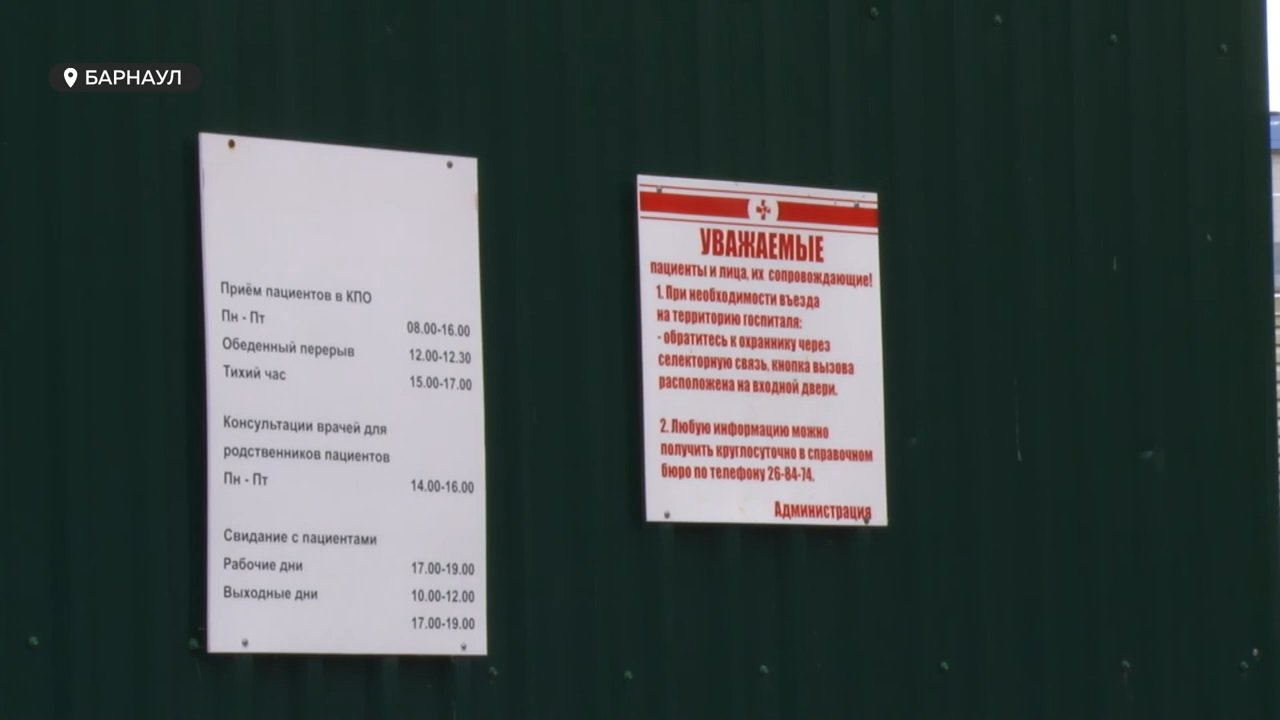 БАРНАУЛ
Приём пациентов в КПО
Пн - Пт 08.00-16.00
Обеденный перерыв 12.00-12.30
Тихий час 15.00-17.00
Консультации врачей для
родственников пациентов
Пн - Пт 14.00-16.00
Свидание с пациентами
Рабочие дни 17.00-19.00
Выходные дни 10.00-12.00
17.00-19.00
УВАЖАЕМЫЕ
пациенты и лица, их сопровождающие!
1. При необходимости въезда
на территорию госпиталя:
- обратитесь к охраннику через
селекторную связь, кнопка вызова
расположена на входной двери.
2. Любую информацию можно
получить круглосуточно в справочном
бюро по телефону 26-84-74.
Администрация